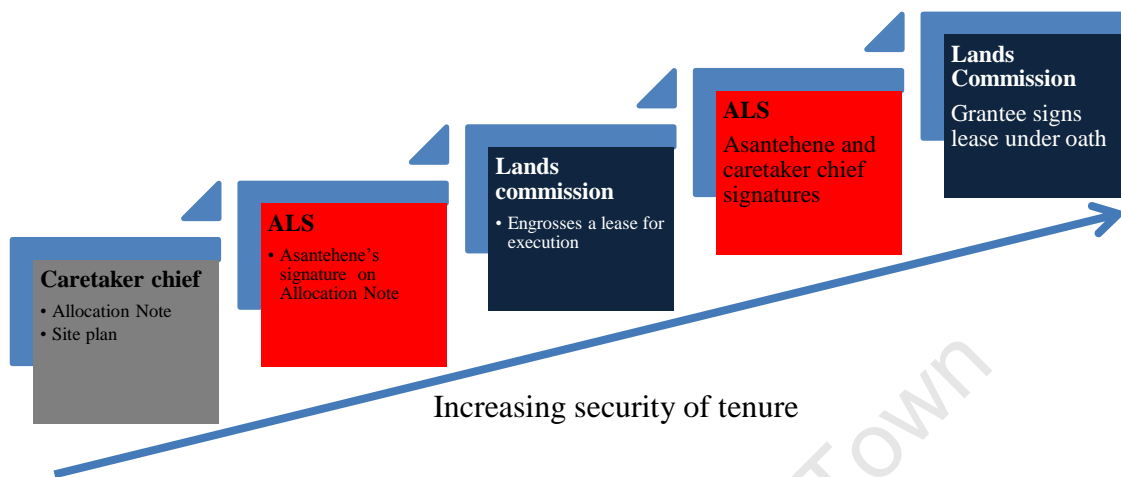 Caretaker chief
• Allocation Note
• Site plan
ALS
• Asantehene's
signature on
Allocation Note
Lands
commission
• Engrosses a lease for
execution
ALS
Asantehene and
caretaker chief
signatures
Lands
Commission
Grantee signs
lease under oath
Increasing security of tenure
Town